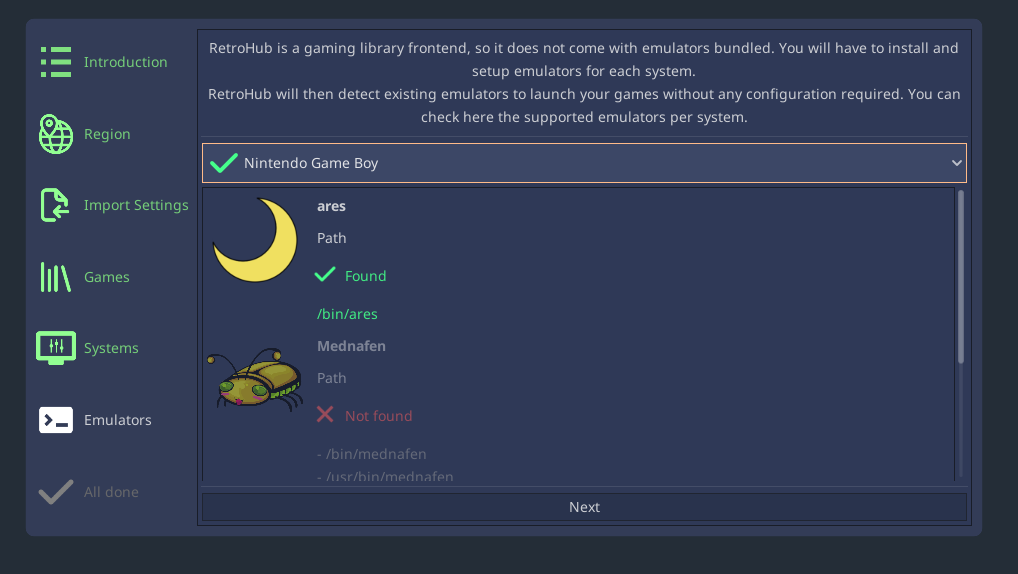 Introduction
Region
Import Settings
Games
Systems
Emulators
All done
RetroHub is a gaming library frontend, so it does not come with emulators bundled. You will have to install and
setup emulators for each system.
RetroHub will then detect existing emulators to launch your games without any configuration required. You can
check here the supported emulators per system.
Nintendo Game Boy
ares
Path
Found
/bin/ares
Mednafen
Path
Not found
- /bin/mednafen
- /usr/bin/mednafen
Next